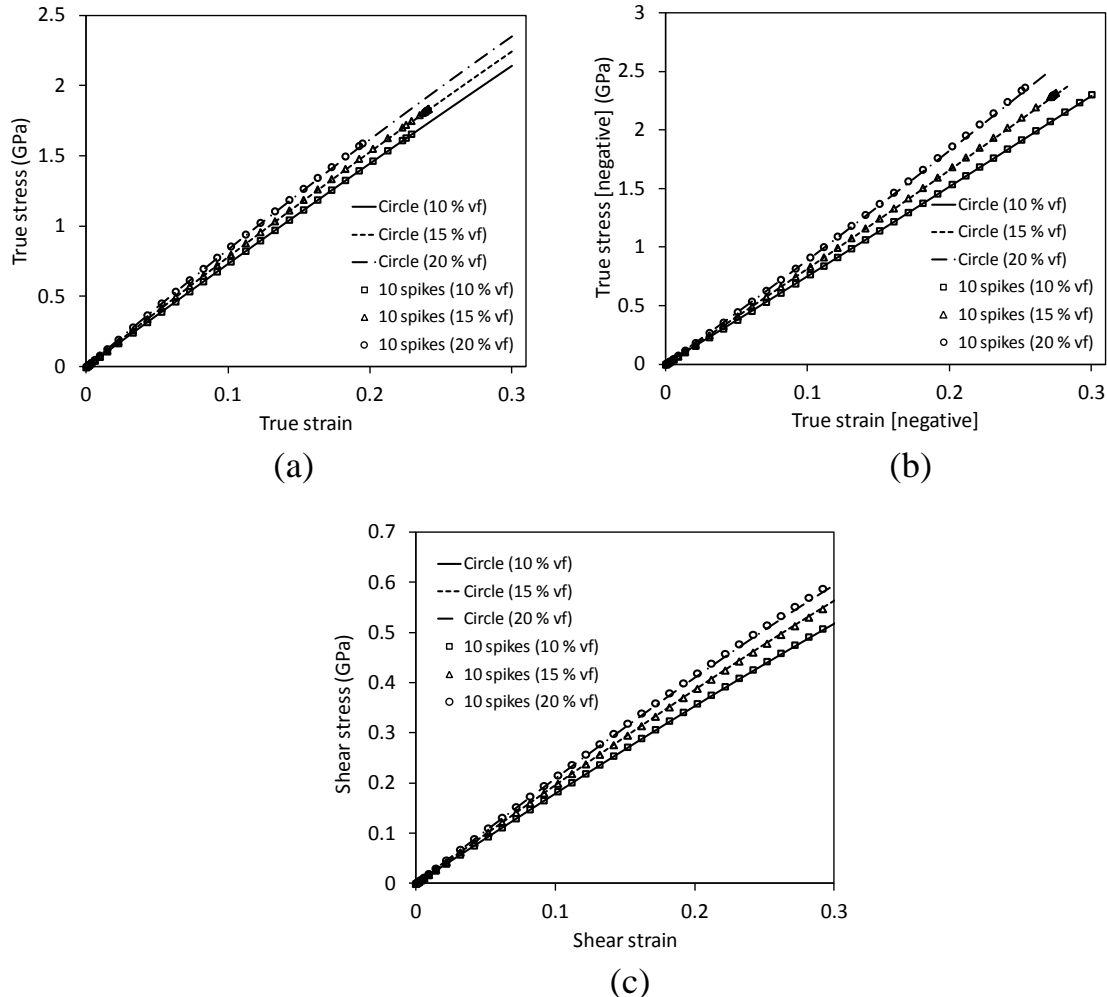 2.5
2
1.5
1
0.5
0
True stress (GPa)
Circle (10 % vf)
Circle (15 % vf)
Circle (20 % vf)
10 spikes (10 % vf)
10 spikes (15 % vf)
10 spikes (20 % vf)
0 0.1 0.2 0.3
True strain
(a)
3
2.5
2
1.5
1
0.5
0
True stress [negative] (GPa)
Circle (10 % vf)
Circle (15 % vf)
Circle (20 % vf)
10 spikes (10 % vf)
10 spikes (15 % vf)
10 spikes (20 % vf)
0 0.1 0.2 0.3
True strain [negative]
(b)
0.7
0.6
0.5
0.4
0.3
0.2
0.1
0
Shear stress (GPa)
Circle (10 % vf)
Circle (15 % vf)
Circle (20 % vf)
10 spikes (10 % vf)
10 spikes (15 % vf)
10 spikes (20 % vf)
0 0.1 0.2 0.3
Shear strain
(c)